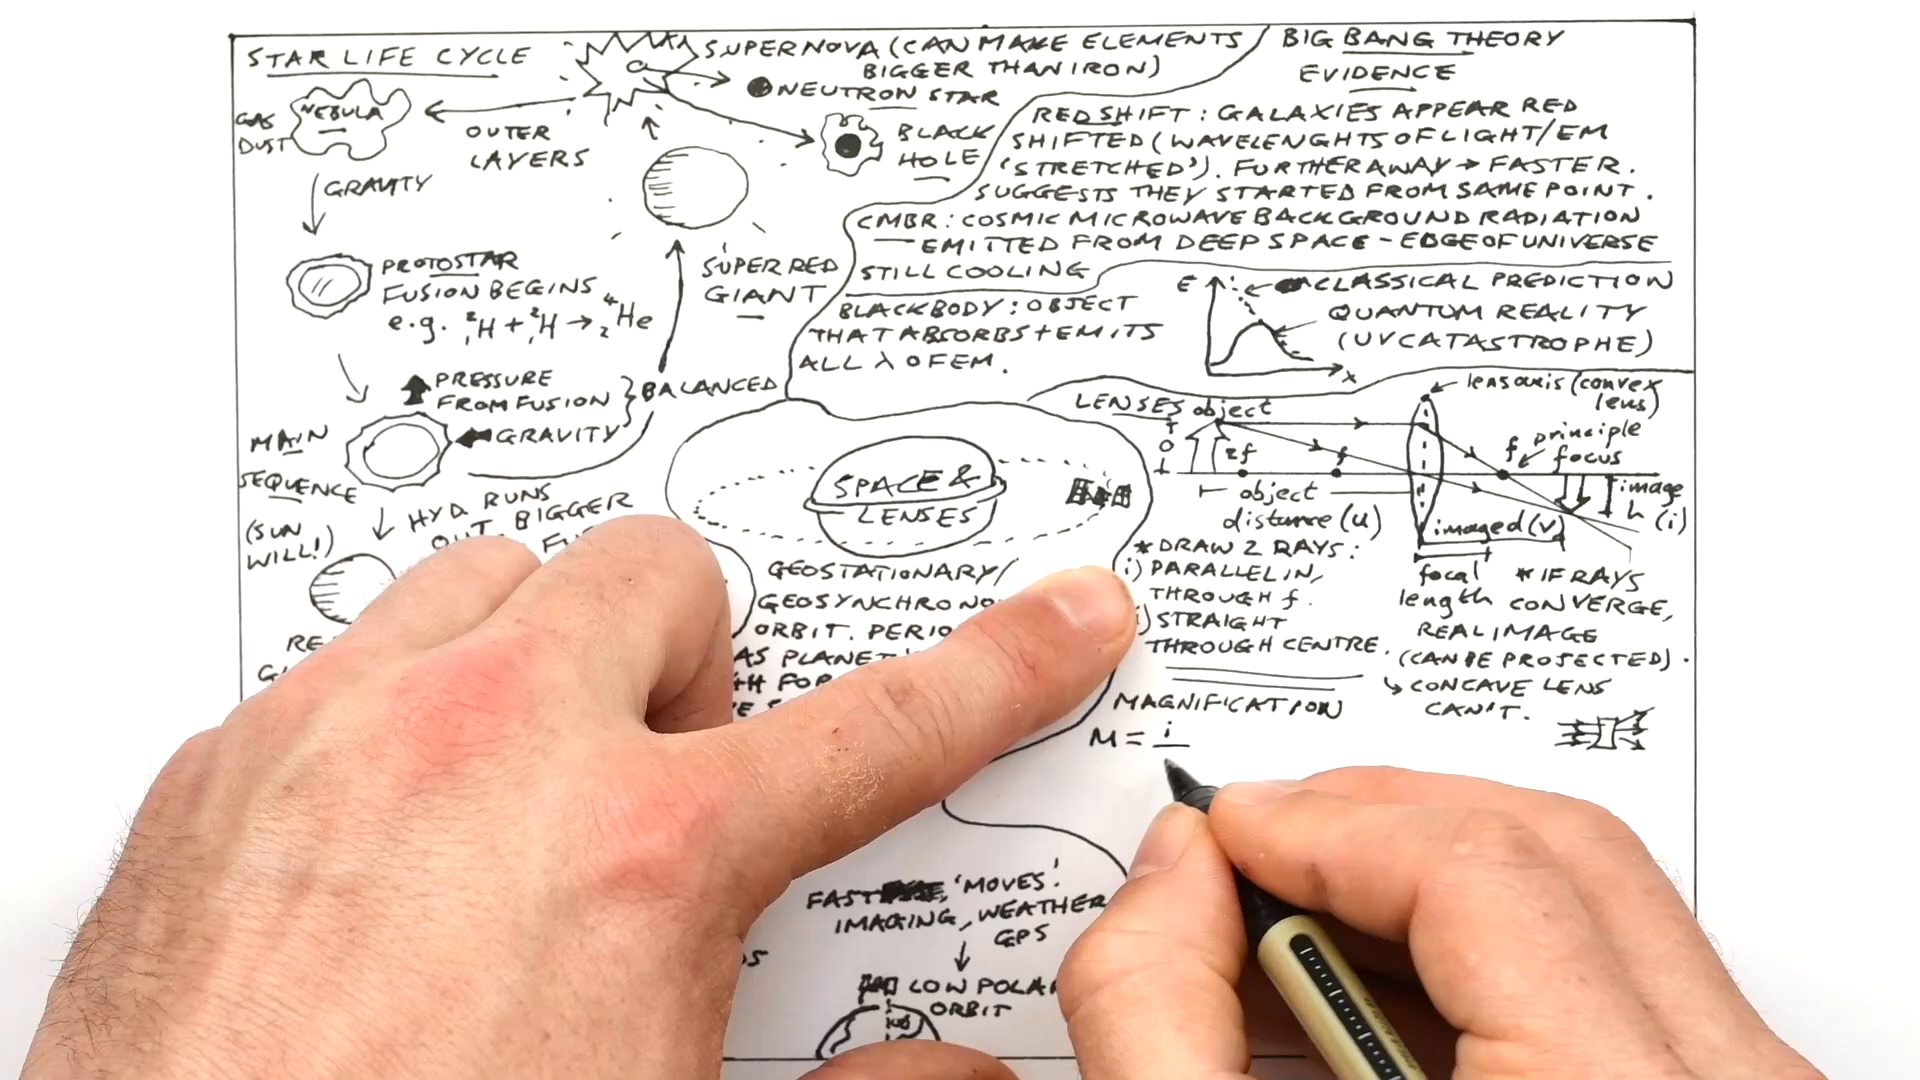 STAR LIFE CYCLE
NEBULA
GAS
DUST
OUTER
LAYERS
GRAVITY
SUPERNOVA (CAN MAKE ELEMENTS
BIGGER THAN IRON)
NEUTRON STAR
BLACK
HOLE
SUPER RED
GIANT
PROTOSTAR
FUSION BEGINS
e.g. ²₁H + ²₁H → ⁴₂He
PRESSURE
FROM FUSION
BALANCED
GRAVITY
MAIN
SEQUENCE
(SUN
WILL!)
HYD RUNS
BIGGER
BIG BANG THEORY
EVIDENCE
RED SHIFT : GALAXIES APPEAR RED
SHIFTED (WAVELENGHTS OF LIGHT/EM
'STRETCHED'). FURTHER AWAY → FASTER.
SUGGESTS THEY STARTED FROM SAME POINT.
CMBR : COSMIC MICROWAVE BACKGROUND RADIATION
— EMITTED FROM DEEP SPACE - EDGE OF UNIVERSE
STILL COOLING
BLACKBODY : OBJECT
THAT ABSORBS + EMITS
ALL λ OF EM.
E
CLASSICAL PREDICTION
QUANTUM REALITY
(UV CATASTROPHE)
SPACE &
LENSES
GEOSTATIONARY/
ORBIT.
AS PLANET
FAST, 'MOVES'.
IMAGING, WEATHER
GPS
ORBIT
LENSES
object
lens axis (convex
lens)
2f
f
f
principle
focus
object
distance (u)
image
h (i)
image d (v)
focal
length
* DRAW 2 RAYS :
i) PARALLEL IN,
THROUGH f.
STRAIGHT
THROUGH CENTRE.
* IF RAYS
CONVERGE,
REAL IMAGE
(CAN BE PROJECTED).
↳ CONCAVE LENS
CAN'T.
MAGNIFICATION
M = i